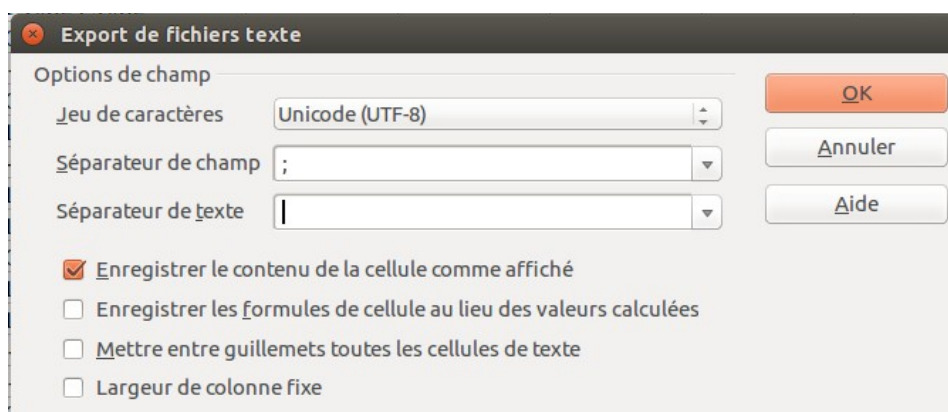 Export de fichiers texte
Options de champ
OK
Jeu de caractères Unicode (UTF-8)
Annuler
Séparateur de champ ;
Aide
Séparateur de texte
Enregistrer le contenu de la cellule comme affiché
Enregistrer les formules de cellule au lieu des valeurs calculées
Mettre entre guillemets toutes les cellules de texte
Largeur de colonne fixe